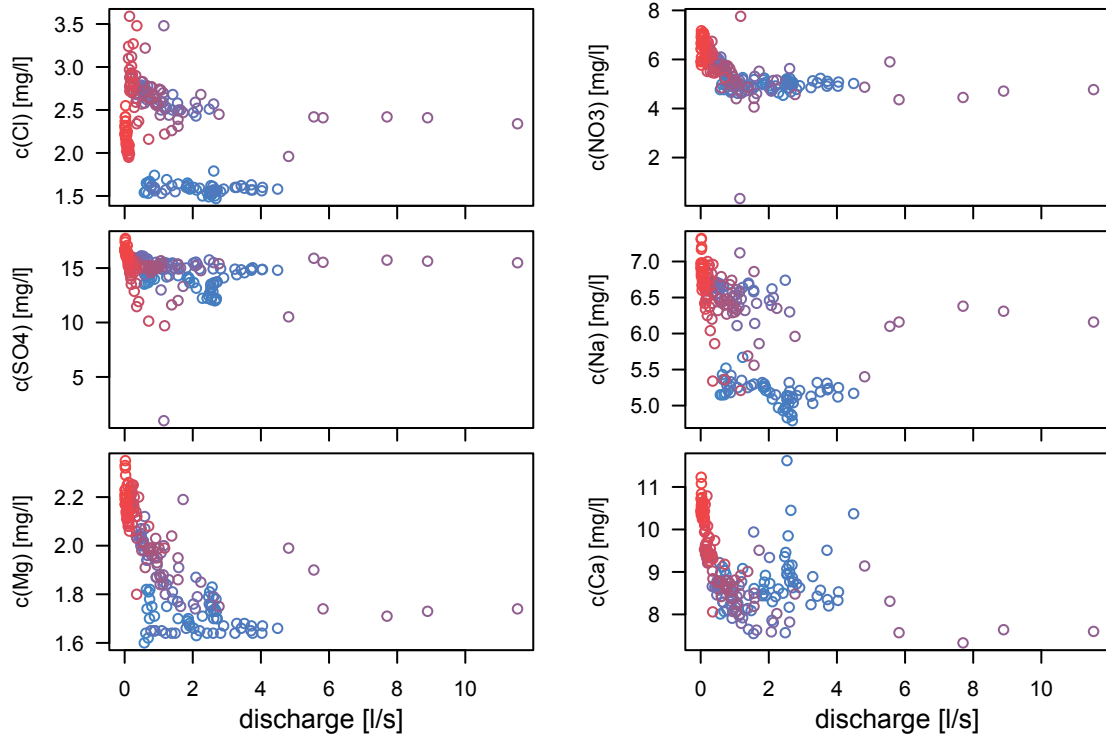 c(Cl) [mg/l]
3.5
3.0
2.5
2.0
1.5
c(NO3) [mg/l]
8
6
4
2
c(SO4) [mg/l]
15
10
5
c(Na) [mg/l]
7.0
6.5
6.0
5.5
5.0
c(Mg) [mg/l]
2.2
2.0
1.8
1.6
0 2 4 6 8 10
discharge [l/s]
c(Ca) [mg/l]
11
10
9
8
0 2 4 6 8 10
discharge [l/s]